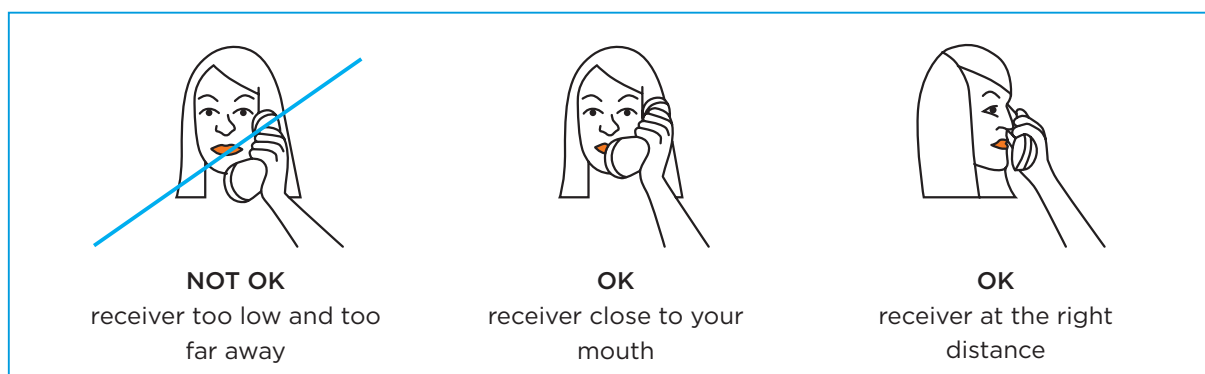 NOT OK
receiver too low and too
far away
OK
receiver close to your
mouth
OK
receiver at the right
distance